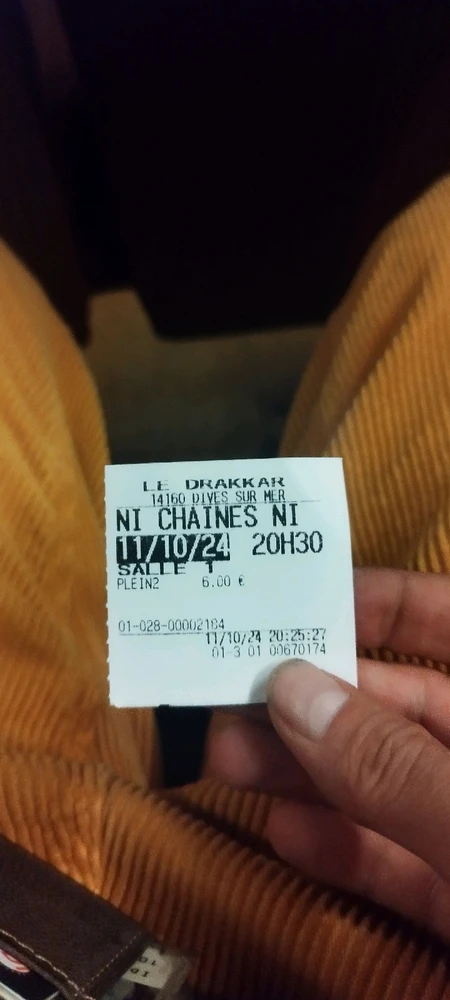 LE DRAKKAR
14160 DIVES SUR MER
NI CHAINES NI
11/10/24 20H30
SALLE 1
PLEIN2 6.00 €
01-028-00002184
11/10/24 20:25:27
01-3 01 00670174